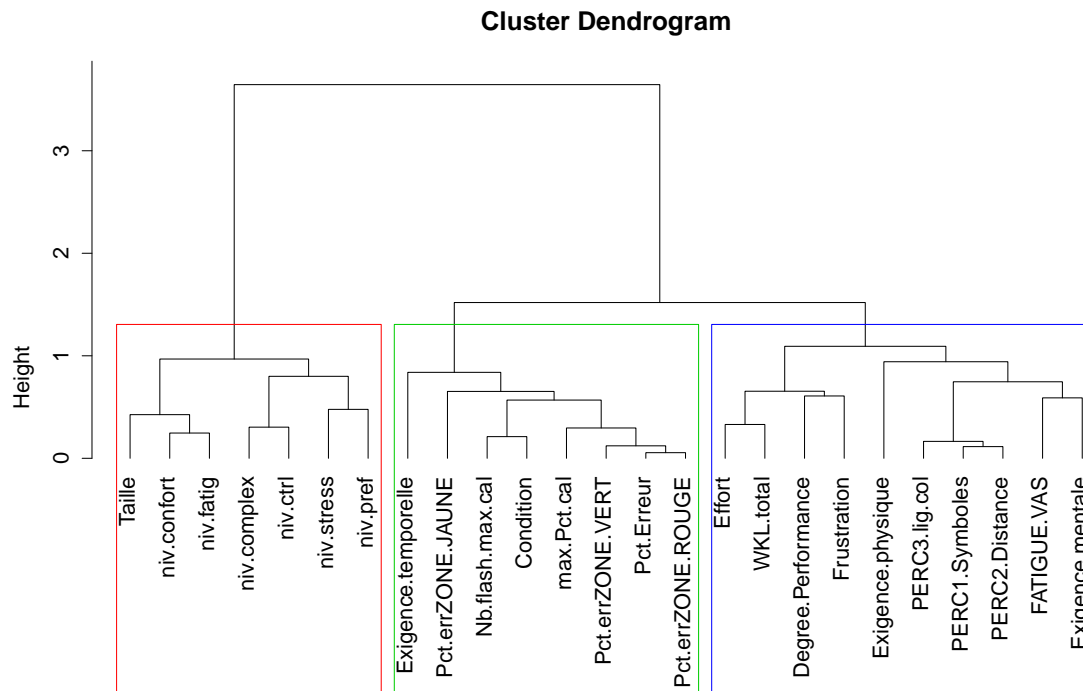 Cluster Dendrogram
Height
3
2
1
0
Taille
niv.confort
niv.fatig
niv.complex
niv.ctrl
niv.stress
niv.pref
Exigence.temporelle
Pct.errZONE.JAUNE
Nb.flash.max.cal
Condition
max.Pct.cal
Pct.errZONE.VERT
Pct.Erreur
Pct.errZONE.ROUGE
Effort
WKL.total
Degree.Performance
Frustration
Exigence.physique
PERC3.lig.col
PERC1.Symboles
PERC2.Distance
FATIGUE.VAS
Exigence.mentale